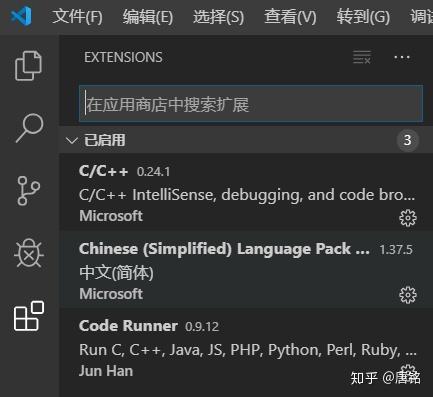 文件(F) 编辑(E) 选择(S) 查看(V) 转到(G) 调试
EXTENSIONS
在应用商店中搜索扩展
已启用 3
C/C++ 0.24.1
C/C++ IntelliSense, debugging, and code bro...
Microsoft
Chinese (Simplified) Language Pack ... 1.37.5
中文(简体)
Microsoft
Code Runner 0.9.12
Run C, C++, Java, JS, PHP, Python, Perl, Ruby, ...
Jun Han
知乎 @唐铭